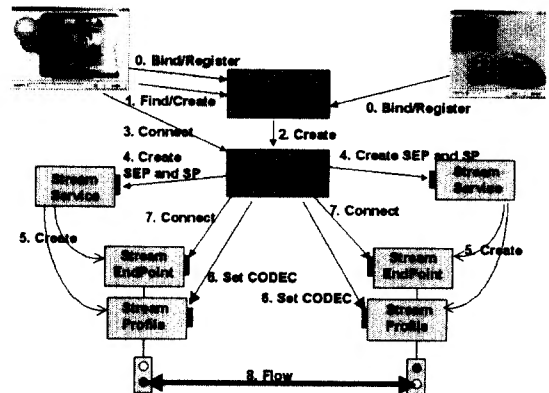 0. Bind/Register
1. Find/Create
0. Bind/Register
3. Connect
2. Create
4. Create
SEP and SP
4. Create SEP and SP
Stream
Service
Stream
Service
7. Connect
7. Connect
5. Create
5. Create
Stream
EndPoint
Stream
EndPoint
6. Set CODEC
6. Set CODEC
Stream
Profile
Stream
Profile
8. Flow